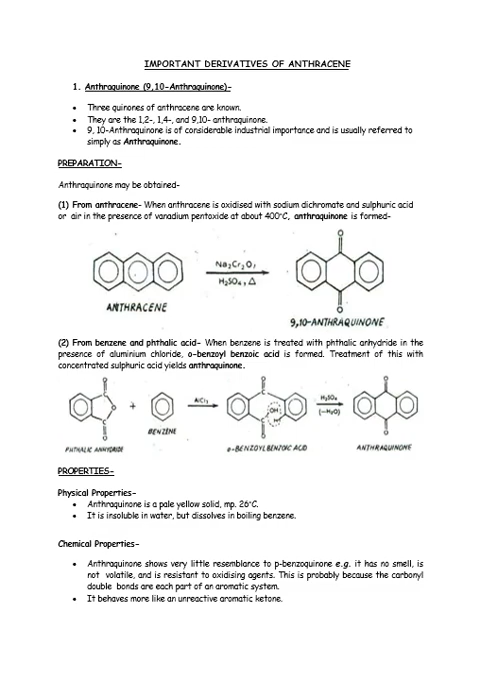 IMPORTANT DERIVATIVES OF ANTHRACENE
1. Anthraquinone (9,10-Anthraquinone)-
• Three quinones of anthracene are known.
• They are the 1,2-, 1,4-, and 9,10- anthraquinone.
• 9, 10-Anthraquinone is of considerable industrial importance and is usually referred to
simply as Anthraquinone.
PREPARATION-
Anthraquinone may be obtained-
(1) From anthracene- When anthracene is oxidised with sodium dichromate and sulphuric acid
or air in the presence of vanadium pentoxide at about 400°C, anthraquinone is formed-
O
Na2Cr2O7
H2SO4, Δ
O
ANTHRACENE
9,10-ANTHRAQUINONE
(2) From benzene and phthalic acid- When benzene is treated with phthalic anhydride in the
presence of aluminium chloride, o-benzoyl benzoic acid is formed. Treatment of this with
concentrated sulphuric yields anthraquinone.
O O O
C C
O + AlCl3 OH H2SO4
H (-H2O)
C C
O O O
PHTHALIC ANHYDRIDE BENZENE o-BENZOYLBENZOIC ACID ANTHRAQUINONE
PROPERTIES-
Physical Properties-
• Anthraquinone is a pale yellow solid, mp. 26°C.
• It is insoluble in water, but dissolves in boiling benzene.
Chemical Properties-
• Anthraquinone shows very little resemblance to p-benzoquinone e.g. it has no smell, is
not volatile, and is resistant to oxidising agents. This is probably because the carbonyl
double bonds are each part of an aromatic system.
• It behaves more like an unreactive aromatic ketone.